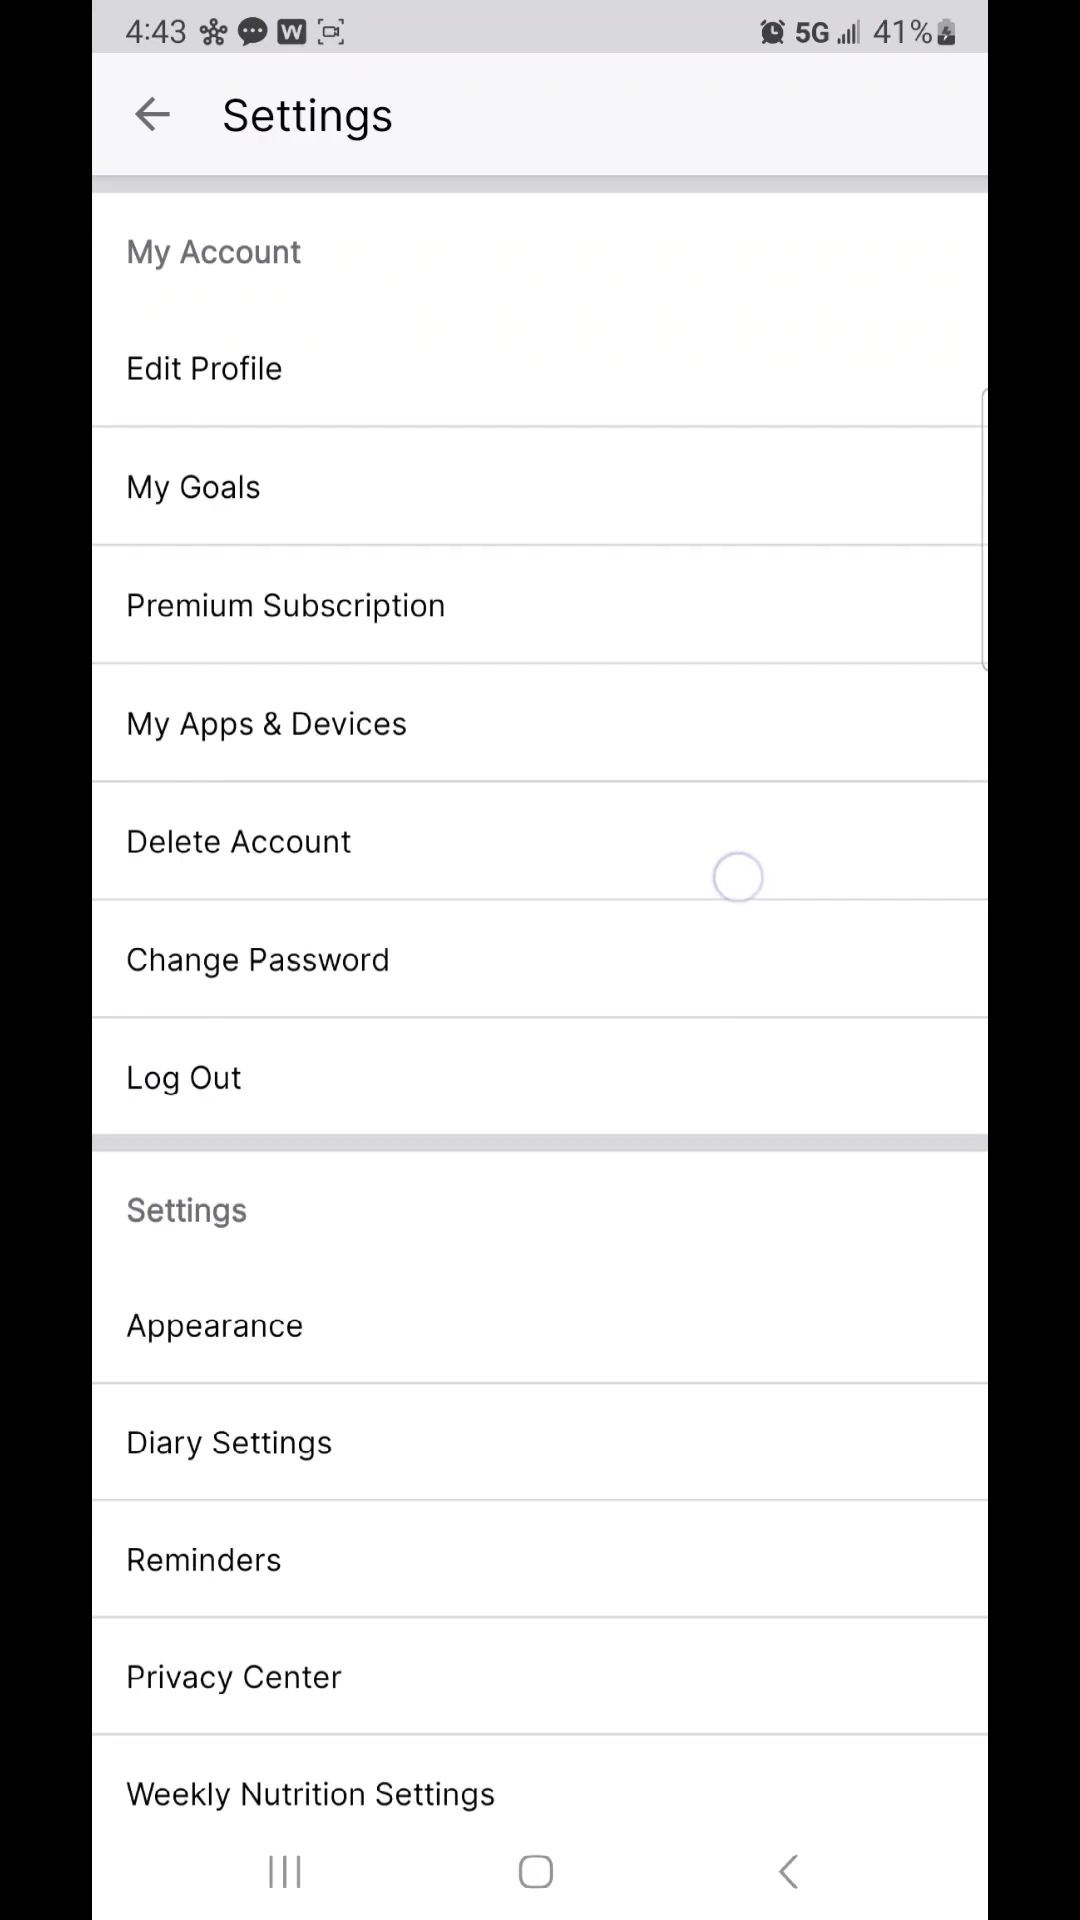 4:43 W 5G 41%
Settings
My Account
Edit Profile
My Goals
Premium Subscription
My Apps & Devices
Delete Account
Change Password
Log Out
Settings
Appearance
Diary Settings
Reminders
Privacy Center
Weekly Nutrition Settings